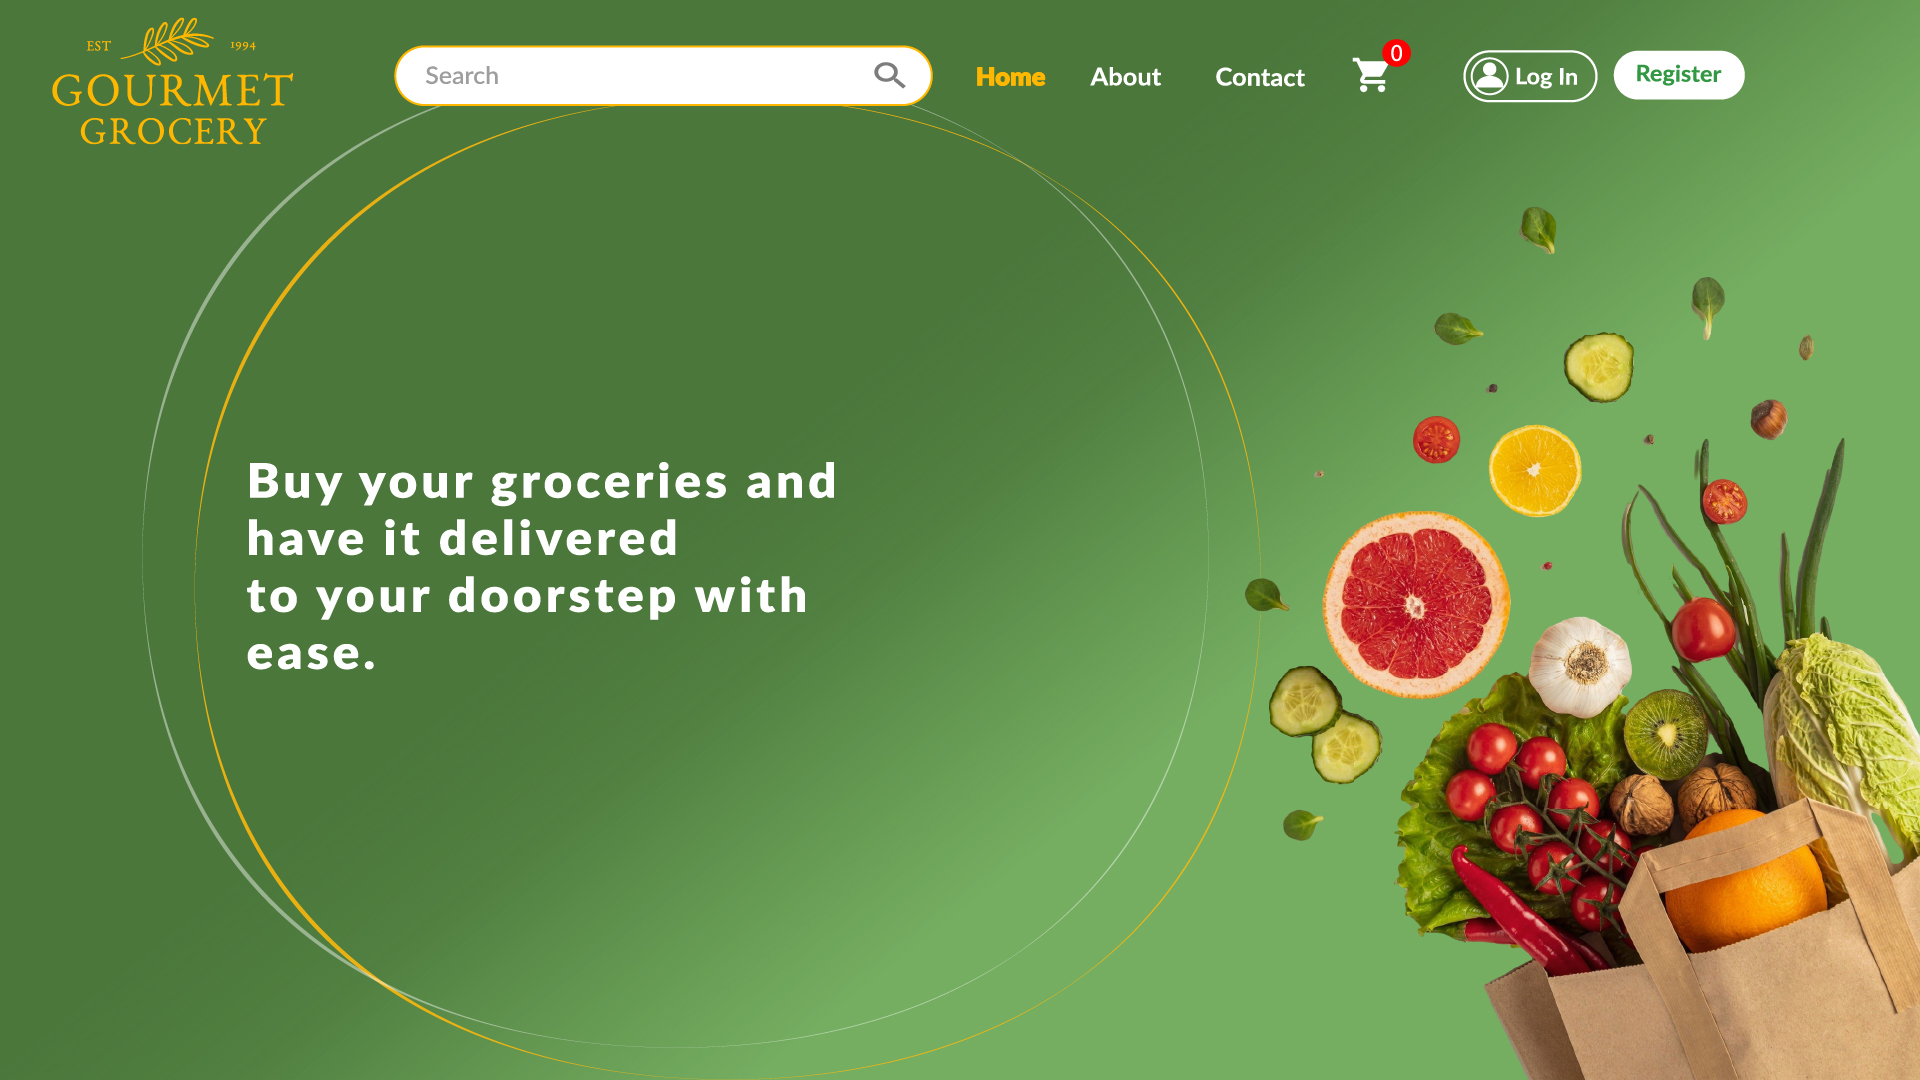 EST 1994
GOURMET
GROCERY
Search
Home
About
Contact
0
Log In
Register
Buy your groceries and
have it delivered
to your doorstep with
ease.